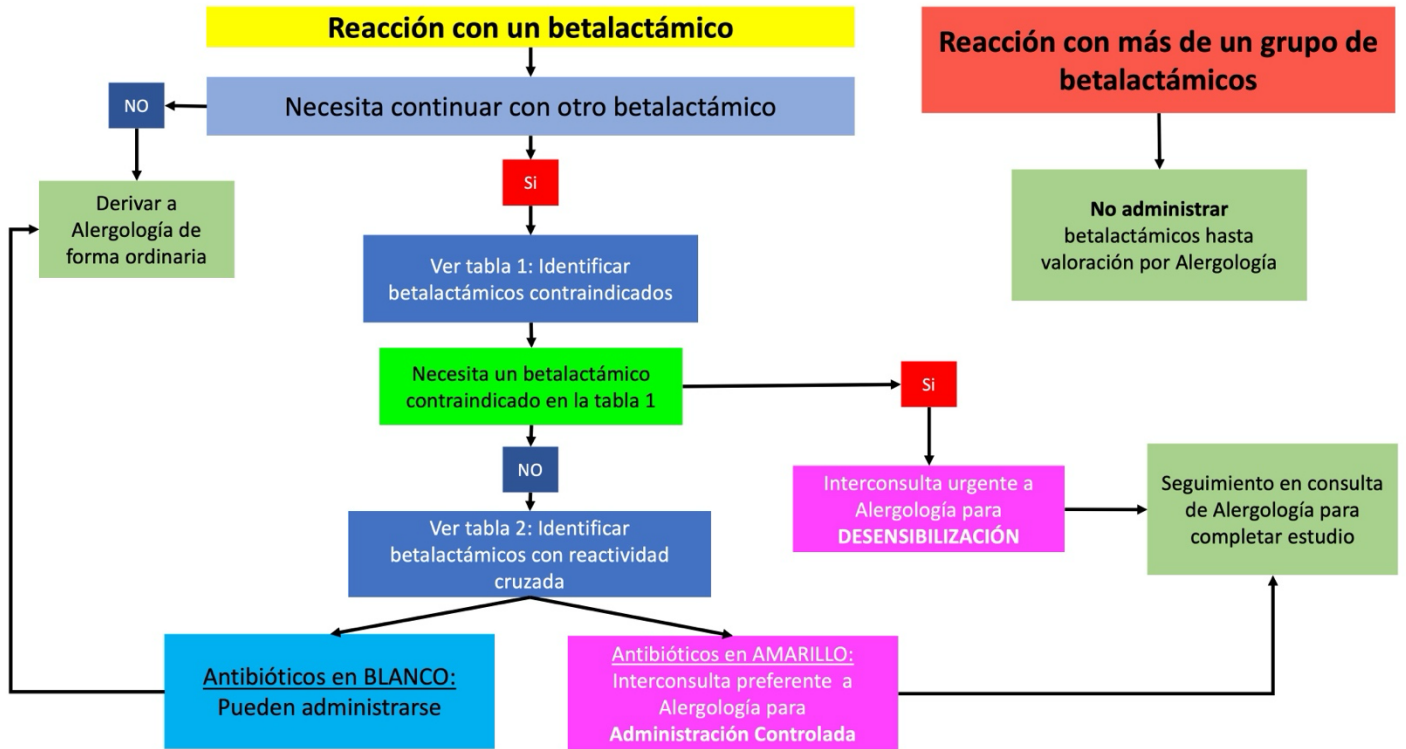 Reacción con un betalactámico
Reacción con más de un grupo de
betalactámicos
NO
Necesita continuar con otro betalactámico
Si
Derivar a
Alergología de
forma ordinaria
No administrar
betalactámicos hasta
valoración por Alergología
Ver tabla 1: Identificar
betalactámicos contraindicados
Necesita un betalactámico
contraindicado en la tabla 1
Si
NO
Interconsulta urgente a
Alergología para
DESENSIBILIZACIÓN
Seguimiento en consulta
de Alergología para
completar estudio
Ver tabla 2: Identificar
betalactámicos con reactividad
cruzada
Antibióticos en BLANCO:
Pueden administrarse
Antibióticos en AMARILLO:
Interconsulta preferente a
Alergología para
Administración Controlada